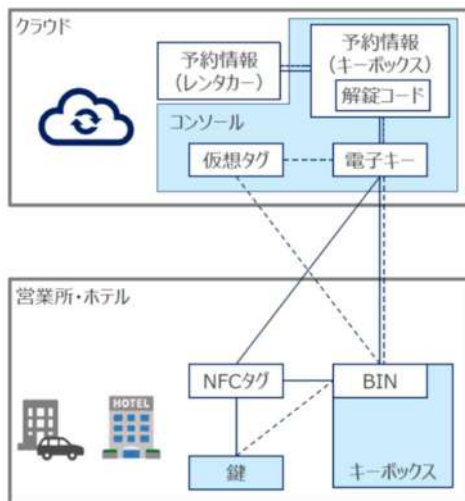 クラウド
予約情報
(レンタカー)
予約情報
(キーボックス)
解錠コード
コンソール
仮想タグ
電子キー
営業所・ホテル
NFCタグ
BIN
HOTEL
鍵
キーボックス